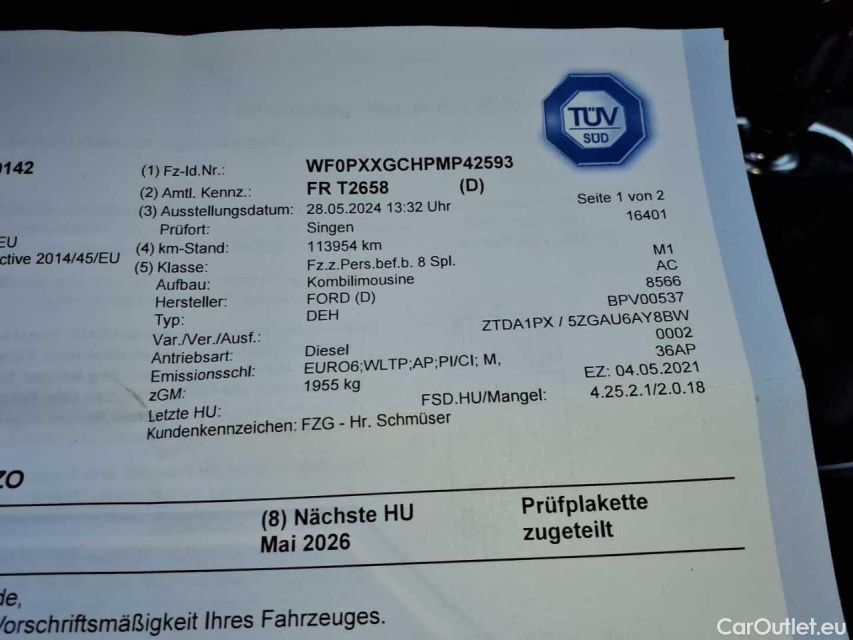 TÜV
SÜD
0142
(1) Fz-Id.Nr.: WF0PXXGCHPMP42593
(2) Amtl. Kennz.: FR T2658 (D)
(3) Ausstellungsdatum: 28.05.2024 13:32 Uhr Seite 1 von 2
Prüfort: Singen 16401
EU
(4) km-Stand: 113954 km
ctive 2014/45/EU
(5) Klasse: Fz.z.Pers.bef.b. 8 Spl. M1
Aufbau: Kombilimousine AC
Hersteller: FORD (D) 8566
Typ: DEH BPV00537
Var./Ver./Ausf.: ZTDA1PX / 5ZGAU6AY8BW
Antriebsart: Diesel 0002
Emissionsschl: EURO6;WLTP;AP;PI/CI; M, 36AP
zGM: 1955 kg EZ: 04.05.2021
Letzte HU: FSD.HU/Mangel: 4.25.2.1/2.0.18
Kundenkennzeichen: FZG - Hr. Schmüser
ZO
(8) Nächste HU Prüfplakette
Mai 2026 zugeteilt
de,
Vorschriftsmäßigkeit Ihres Fahrzeuges.
CarOutlet.eu